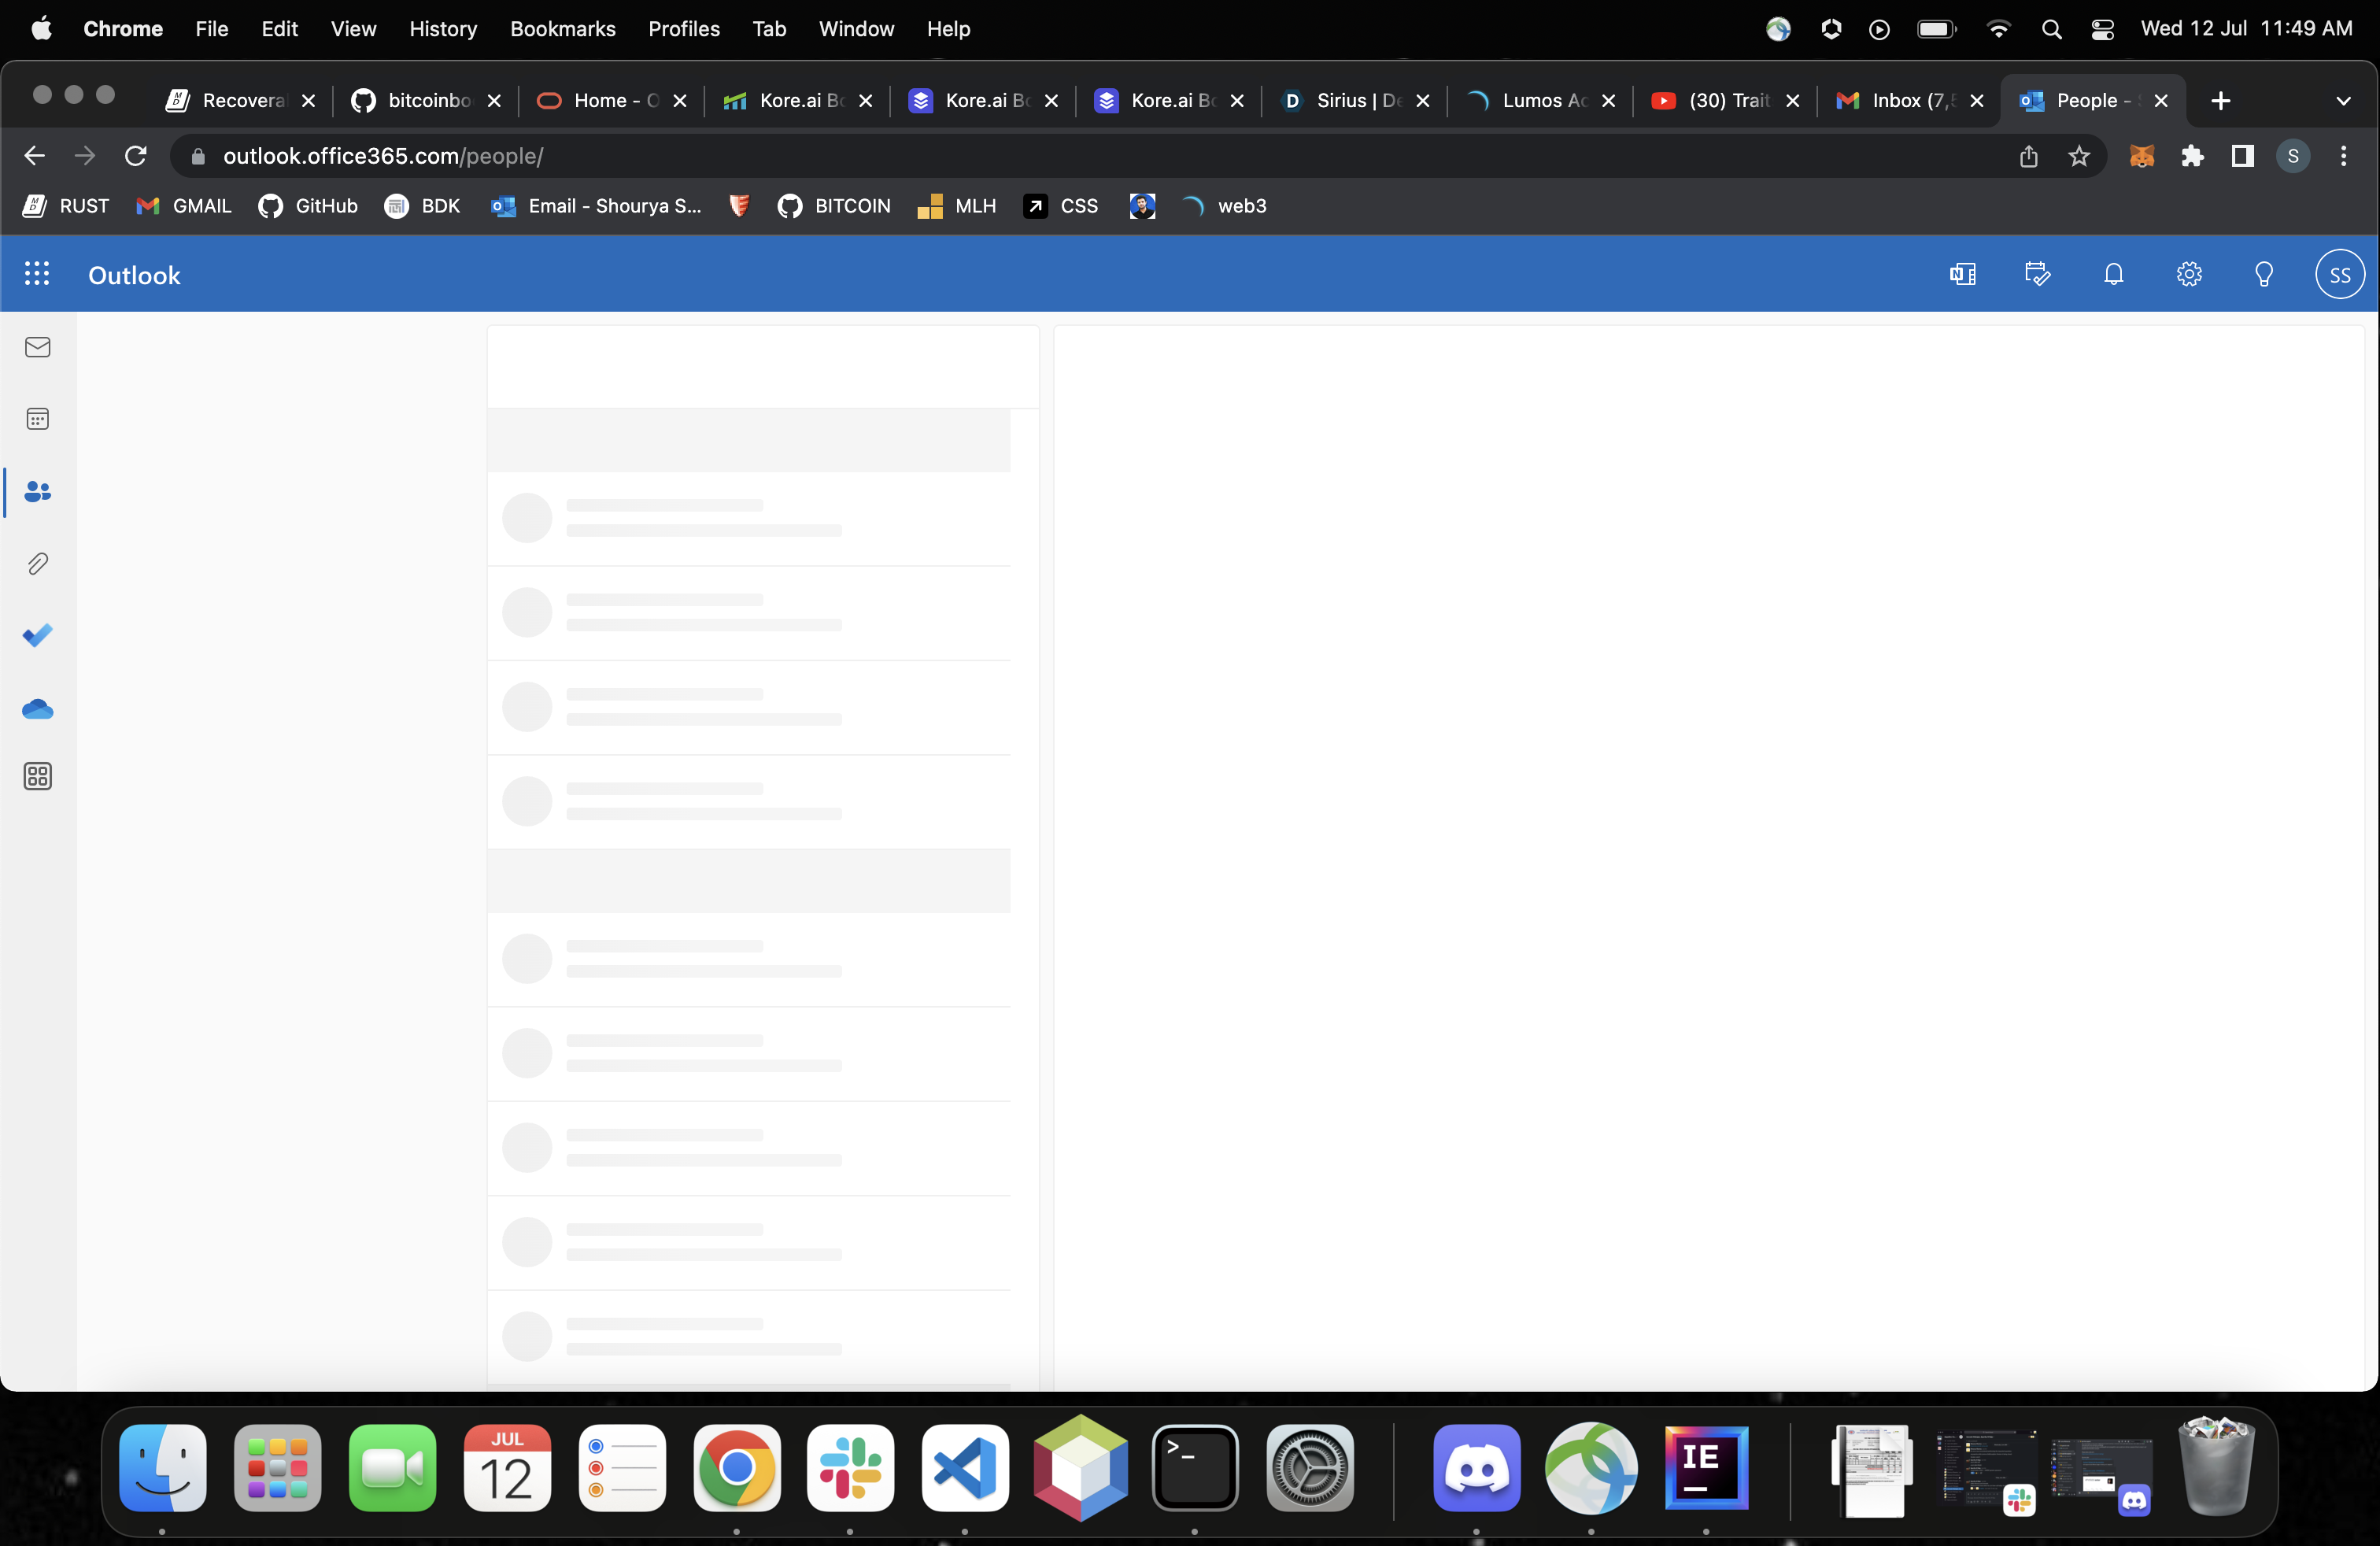 Chrome File Edit View History Bookmarks Profiles Tab Window Help Wed 12 Jul 11:49 AM
Recovera bitcoinbo Home - O Kore.ai Bo Kore.ai Bo Kore.ai Bo Sirius | De Lumos Ac (30) Trait Inbox (7,5 People -
outlook.office365.com/people/ S
RUST GMAIL GitHub BDK Email - Shourya S... BITCOIN MLH CSS web3
Outlook SS
JUL
12
>_
IE